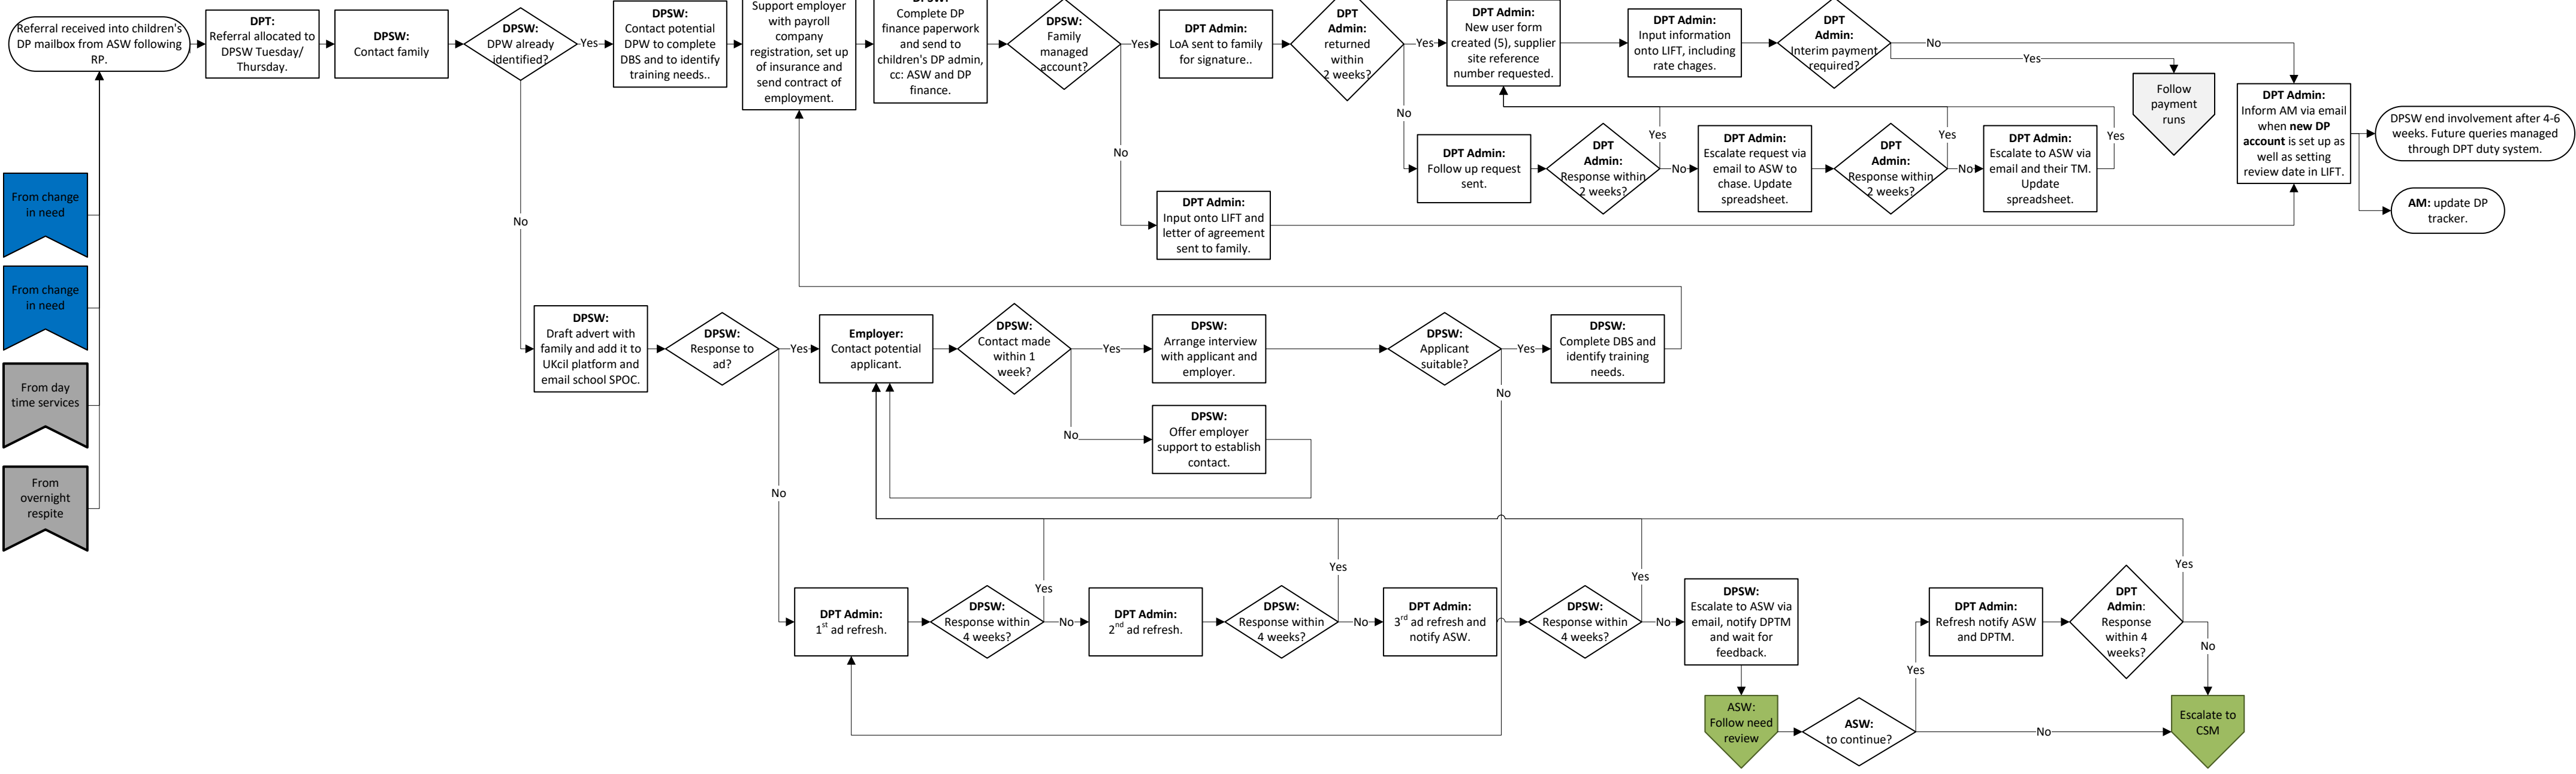 Referral received into children's
DP mailbox from ASW following
RP.
DPT:
Referral allocated to
DPSW Tuesday/
Thursday.
DPSW:
Contact family
DPSW:
DPW already
identified?
Yes
No
DPSW:
Contact potential
DPW to complete
DBS and to identify
training needs..
Support employer
with payroll
company
registration, set up
of insurance and
send contract of
employment.
DPSW:
Complete DP
finance paperwork
and send to
children's DP admin,
cc: ASW and DP
finance.
DPSW:
Family
managed
account?
Yes
No
DPT Admin:
LoA sent to family
for signature..
DPT
Admin:
returned
within
2 weeks?
Yes
No
DPT Admin:
New user form
created (5), supplier
site reference
number requested.
DPT Admin:
Input information
onto LIFT, including
rate chages.
DPT
Admin:
Interim payment
required?
No
Yes
Follow
payment
runs
DPT Admin:
Inform AM via email
when new DP
account is set up as
well as setting
review date in LIFT.
DPSW end involvement after 4-6
weeks. Future queries managed
through DPT duty system.
AM: update DP
tracker.
DPT Admin:
Follow up request
sent.
DPT
Admin:
Response within
2 weeks?
Yes
No
DPT Admin:
Escalate request via
email to ASW to
chase. Update
spreadsheet.
DPT
Admin:
Response within
2 weeks?
Yes
No
DPT Admin:
Escalate to ASW via
email and their TM.
Update
spreadsheet.
Yes
DPT Admin:
Input onto LIFT and
letter of agreement
sent to family.
From change
in need
From change
in need
From day
time services
From
overnight
respite
DPSW:
Draft advert with
family and add it to
UKcil platform and
email school SPOC.
DPSW:
Response to
ad?
Yes
No
Employer:
Contact potential
applicant.
DPSW:
Contact made
within 1
week?
Yes
No
DPSW:
Arrange interview
with applicant and
employer.
DPSW:
Offer employer
support to establish
contact.
DPSW:
Applicant
suitable?
Yes
No
DPSW:
Complete DBS and
identify training
needs.
DPT Admin:
1st ad refresh.
DPSW:
Response within
4 weeks?
Yes
No
DPT Admin:
2nd ad refresh.
DPSW:
Response within
4 weeks?
Yes
No
DPT Admin:
3rd ad refresh and
notify ASW.
DPSW:
Response within
4 weeks?
Yes
No
DPSW:
Escalate to ASW via
email, notify DPTM
and wait for
feedback.
ASW:
Follow need
review
ASW:
to continue?
Yes
No
DPT Admin:
Refresh notify ASW
and DPTM.
DPT
Admin:
Response
within 4
weeks?
Yes
No
Escalate to
CSM